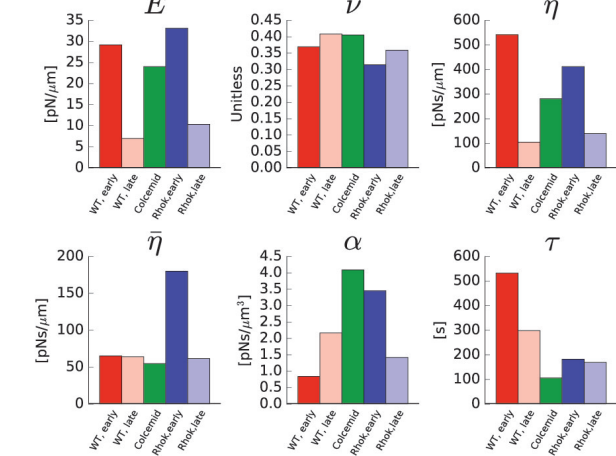 E
[pN/μm]
35
30
25
20
15
10
5
0
WT, early
WT, late
Colcemid
Rhok,early
Rhok,late
ν
Unitless
0.45
0.40
0.35
0.30
0.25
0.20
0.15
0.10
0.05
0.00
WT, early
WT, late
Colcemid
Rhok,early
Rhok,late
η
[pNs/μm]
600
500
400
300
200
100
0
WT, early
WT, late
Colcemid
Rhok,early
Rhok,late
η̄
[pNs/μm]
200
150
100
50
0
WT, early
WT, late
Colcemid
Rhok,early
Rhok,late
α
[pNs/μm³]
4.5
4.0
3.5
3.0
2.5
2.0
1.5
1.0
0.5
0.0
WT, early
WT, late
Colcemid
Rhok,early
Rhok,late
τ
[s]
600
500
400
300
200
100
0
WT, early
WT, late
Colcemid
Rhok,early
Rhok,late